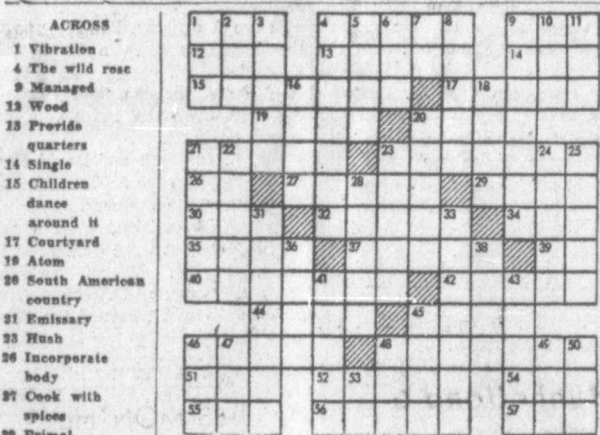 ACROSS
1 Vibration
4 The wild rose
9 Managed
12 Wood
13 Provide
quarters
14 Single
15 Children
dance
around it
17 Courtyard
19 Atom
20 South American
country
21 Emissary
23 Hush
26 Incorporate
body
27 Cook with
spices
29 Primal
1 2 3 4 5 6 7 8 9 10 11
12 13 14
15 16 17 18
19 20
21 22 23 24 25
26 27 28 29
30 31 32 33 34
35 36 37 38 39
40 41 42 43
44 45
46 47 48 49 50
51 52 53 54
55 56 57